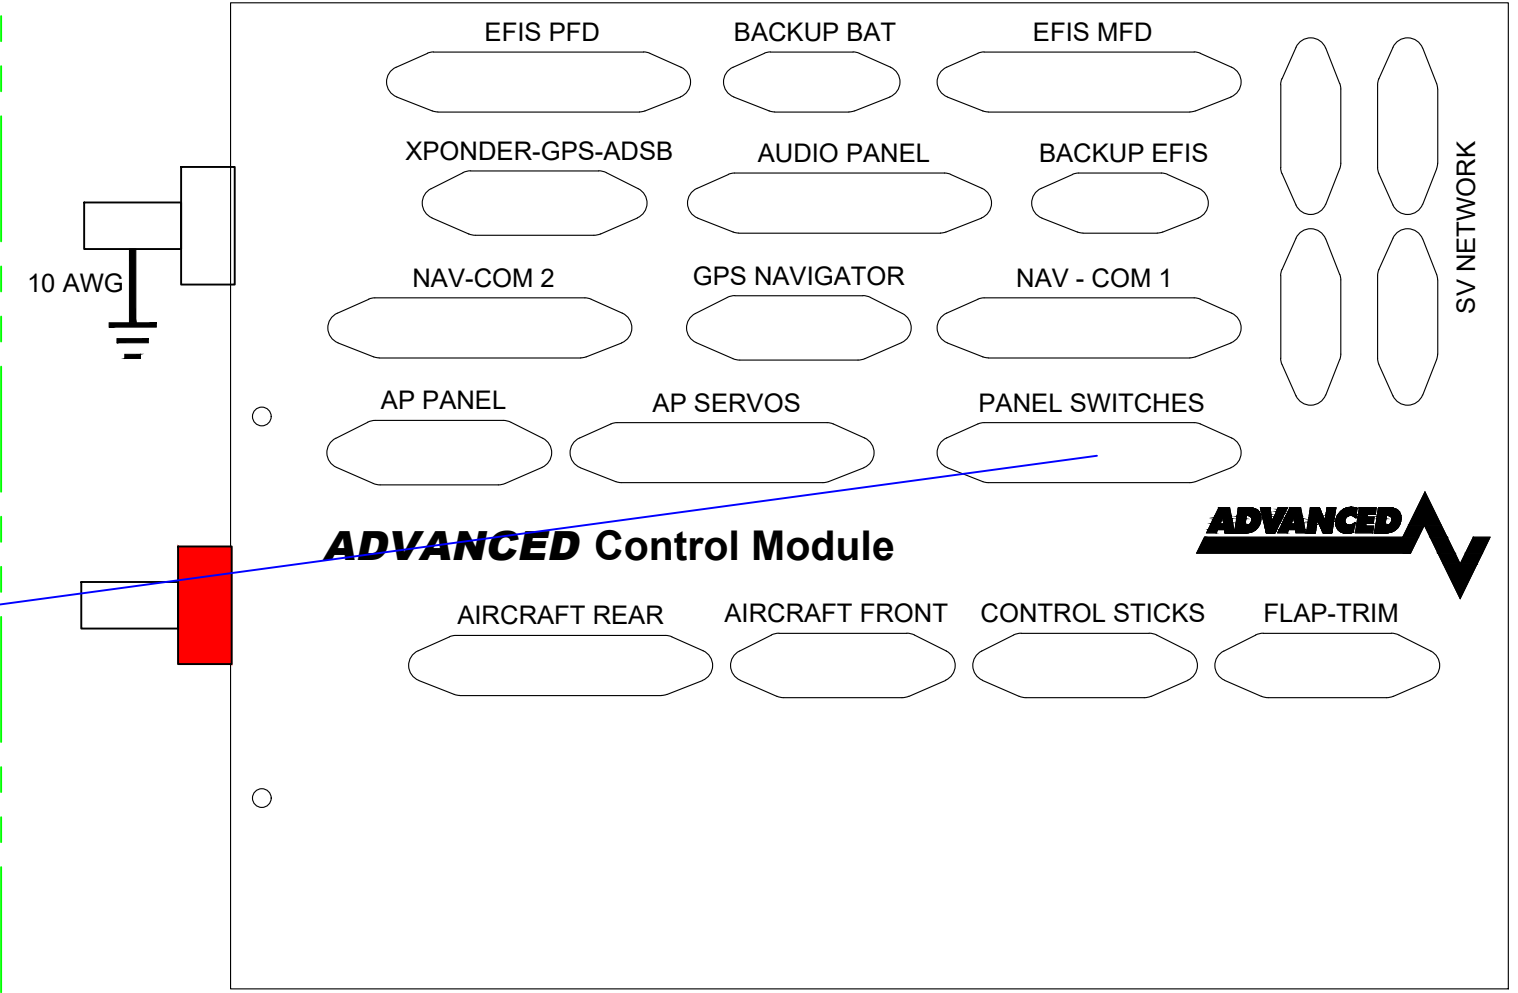 EFIS PFD
BACKUP BAT
EFIS MFD
XPONDER-GPS-ADSB
AUDIO PANEL
BACKUP EFIS
SV NETWORK
10 AWG
NAV-COM 2
GPS NAVIGATOR
NAV - COM 1
AP PANEL
AP SERVOS
PANEL SWITCHES
ADVANCED Control Module
ADVANCED
AIRCRAFT REAR
AIRCRAFT FRONT
CONTROL STICKS
FLAP-TRIM